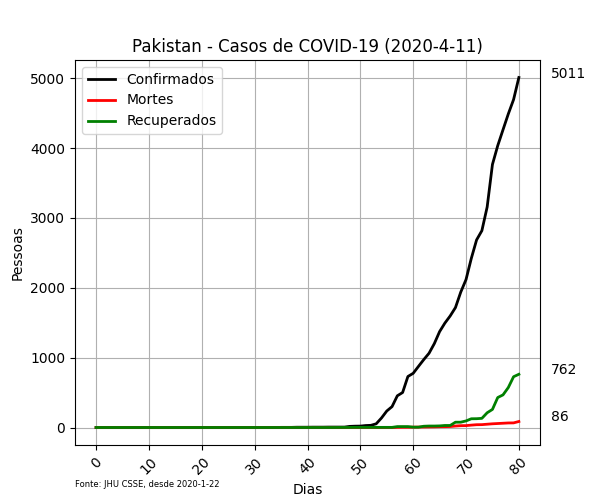 Pakistan - Casos de COVID-19 (2020-4-11)
Confirmados
Mortes
Recuperados
5011
762
86
Pessoas
5000
4000
3000
2000
1000
0
0 10 20 30 40 50 60 70 80
Dias
Fonte: JHU CSSE, desde 2020-1-22